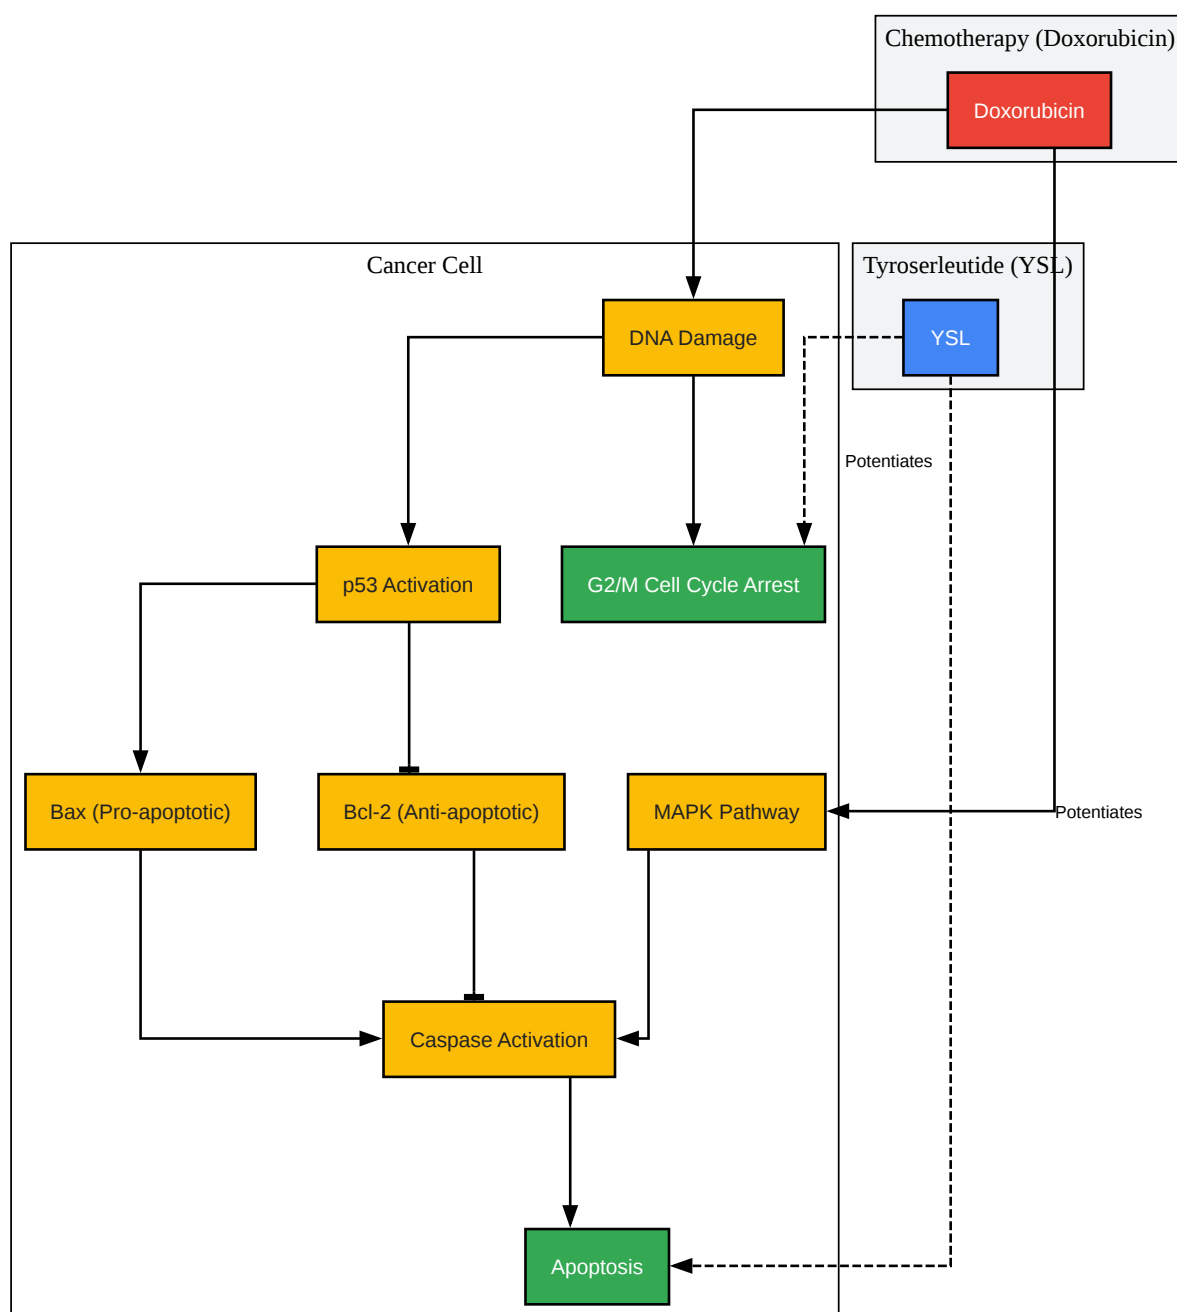 Chemotherapy (Doxorubicin)
Doxorubicin
Cancer Cell
Tyroserleutide (YSL)
DNA Damage
YSL
Potentiates
p53 Activation
G2/M Cell Cycle Arrest
Bax (Pro-apoptotic)
Bcl-2 (Anti-apoptotic)
MAPK Pathway
Potentiates
Caspase Activation
Apoptosis